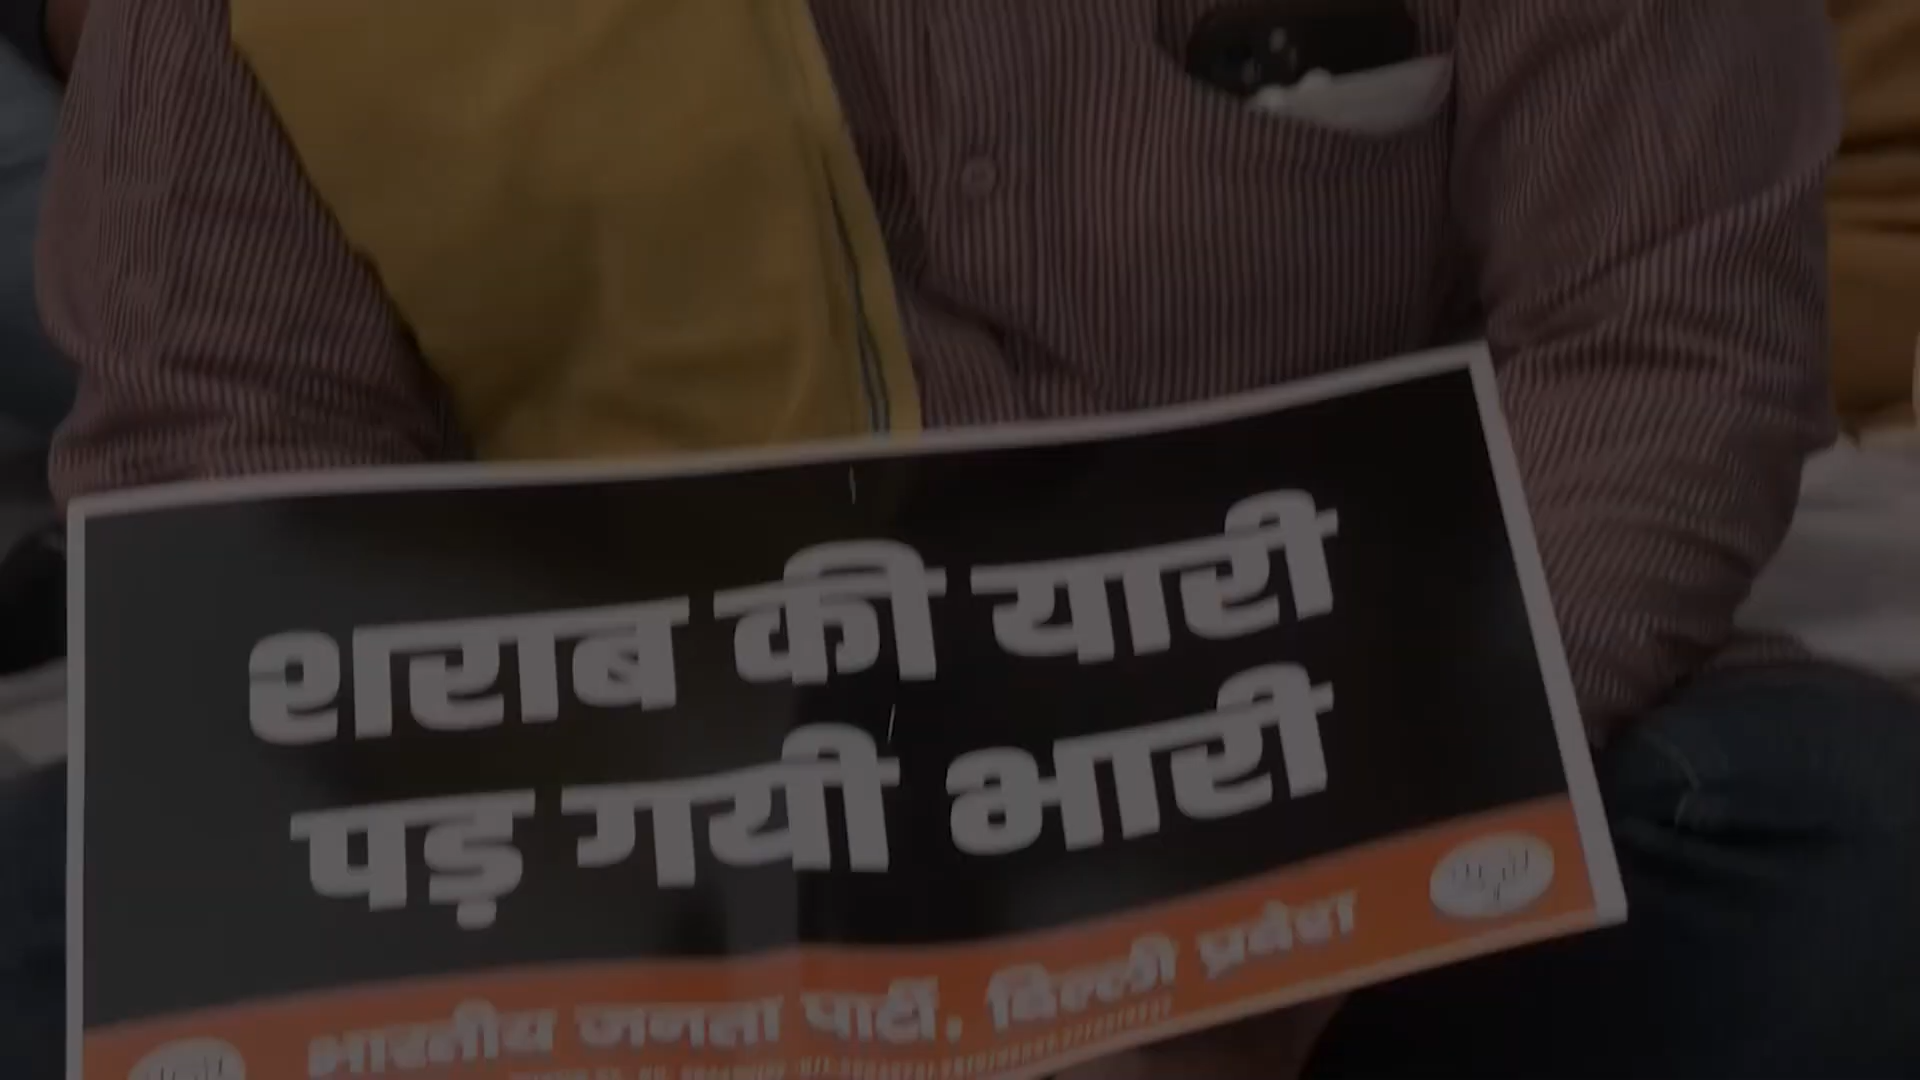 शराब की यारी
पड़ गयी भारी
भारतीय जनता पार्टी, दिल्ली प्रदेश